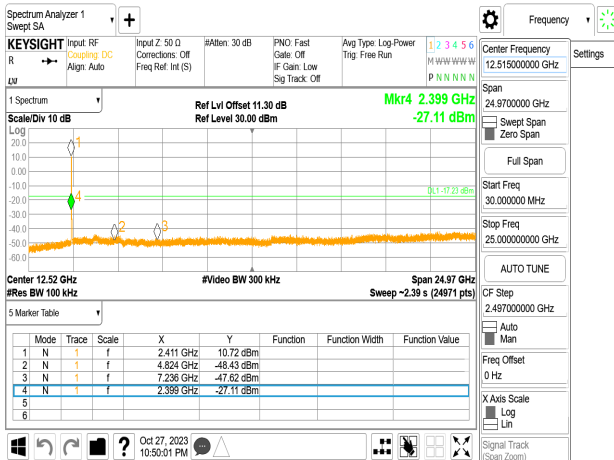 Spectrum Analyzer 1
Swept SA
Frequency
KEYSIGHT
R
Input: RF
Coupling: DC
Align: Auto
Input Z: 50 Ω
Corrections: Off
Freq Ref: Int (S)
#Atten: 30 dB
PNO: Fast
Gate: Off
IF Gain: Low
Sig Track: Off
Avg Type: Log-Power
Trig: Free Run
1 2 3 4 5 6
M W W W W W
P N N N N N
1 Spectrum
Scale/Div 10 dB
Ref Lvl Offset 11.30 dB
Ref Level 30.00 dBm
Mkr4 2.399 GHz
-27.11 dBm
Log
20.0
10.0
0.00
-10.0
-20.0
-30.0
-40.0
-50.0
-60.0
1
4
2
3
DL1 -17.23 dBm
Center 12.52 GHz
#Res BW 100 kHz
#Video BW 300 kHz
Span 24.97 GHz
Sweep ~2.39 s (24971 pts)
5 Marker Table
Mode Trace Scale X Y Function Function Width Function Value
1 N 1 f 2.411 GHz 10.72 dBm
2 N 1 f 4.824 GHz -48.43 dBm
3 N 1 f 7.236 GHz -47.62 dBm
4 N 1 f 2.399 GHz -27.11 dBm
5
6
Oct 27, 2023
10:50:01 PM
?
Center Frequency
12.515000000 GHz
Settings
Span
24.9700000 GHz
Swept Span
Zero Span
Full Span
Start Freq
30.000000 MHz
Stop Freq
25.000000000 GHz
AUTO TUNE
CF Step
2.497000000 GHz
Auto
Man
Freq Offset
0 Hz
X Axis Scale
Log
Lin
Signal Track
(Span Zoom)